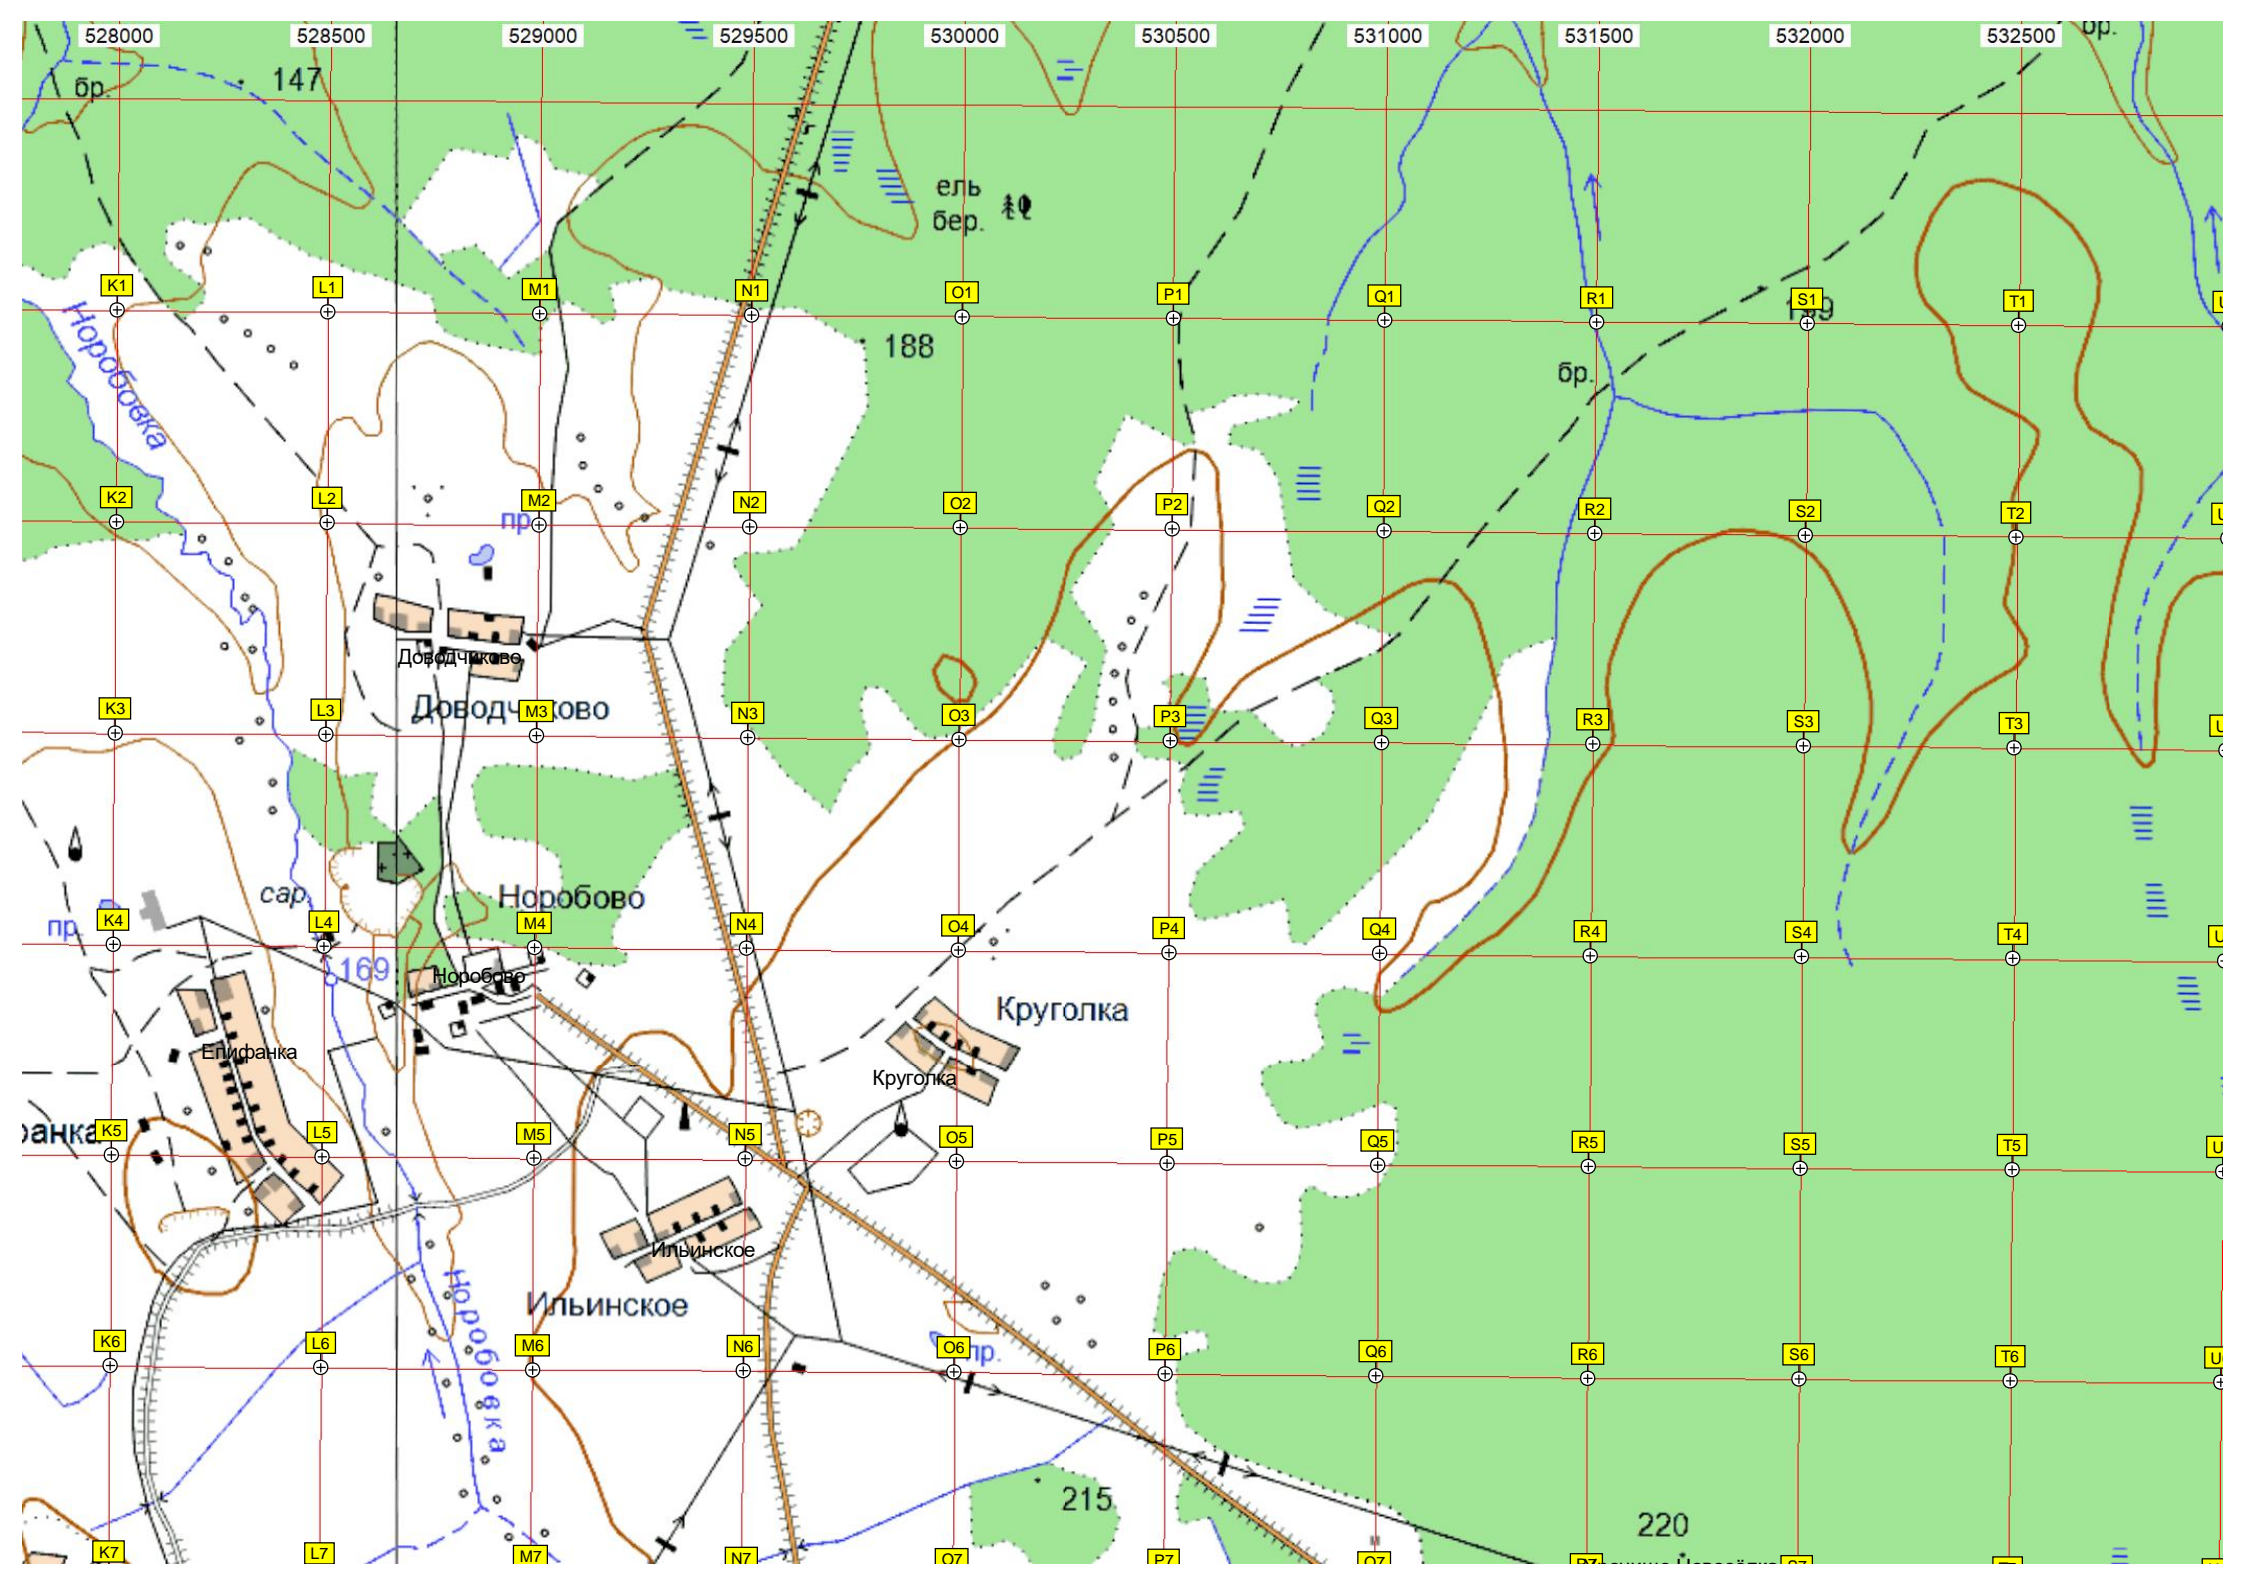 528000 528500 529000 529500 530000 530500 531000 531500 532000 532500
бр.
147
бр.
ель
бер.
K1 L1 M1 N1 O1 P1 Q1 R1 S1 T1
Норобовка
188
бр.
K2 L2 M2 N2 O2 P2 Q2 R2 S2 T2
пр.
Доводчиково
Доводчиково
K3 L3 M3 N3 O3 P3 Q3 R3 S3 T3
сар.
Норобово
K4 L4 M4 N4 O4 P4 Q4 R4 S4 T4
пр.
169
Норобово
Круголка
Епифанка
Круголка
анка
K5 L5 M5 N5 O5 P5 Q5 R5 S5 T5
Ильинское
Норобовка
Ильинское
K6 L6 M6 N6 O6 P6 Q6 R6 S6 T6
пр.
215
220
K7 L7 M7 N7 O7 P7 Q7